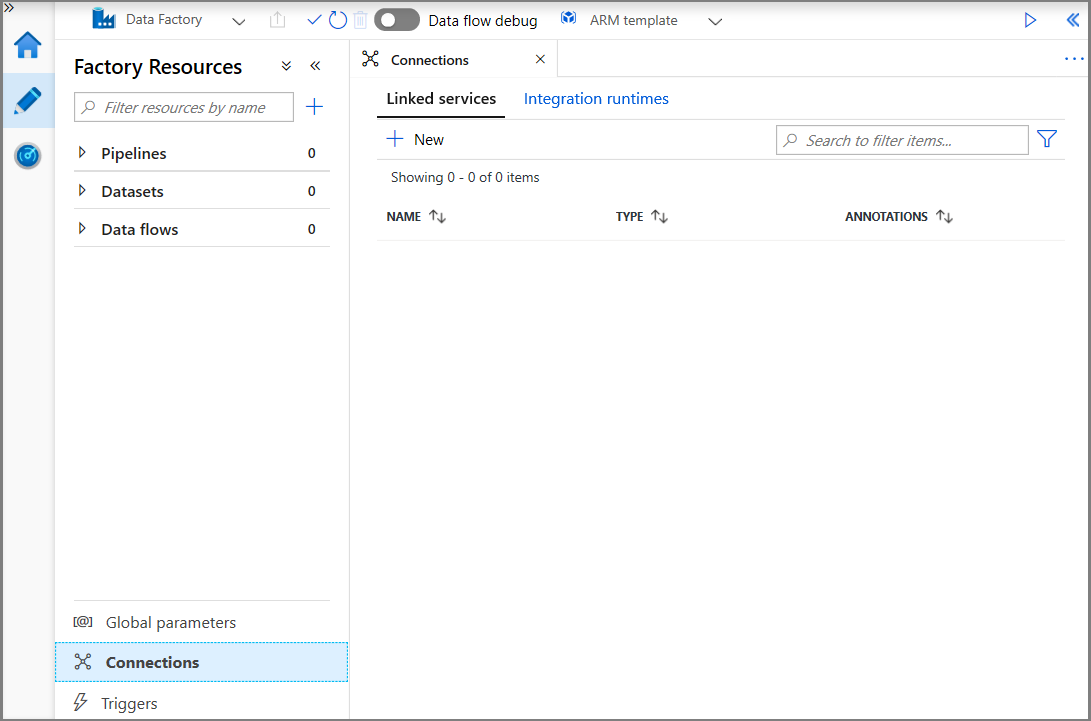 Data Factory
Data flow debug
ARM template
Factory Resources
Filter resources by name
Pipelines 0
Datasets 0
Data flows 0
[@] Global parameters
Connections
Triggers
Connections
Linked services Integration runtimes
New
Search to filter items...
Showing 0 - 0 of 0 items
NAME TYPE ANNOTATIONS